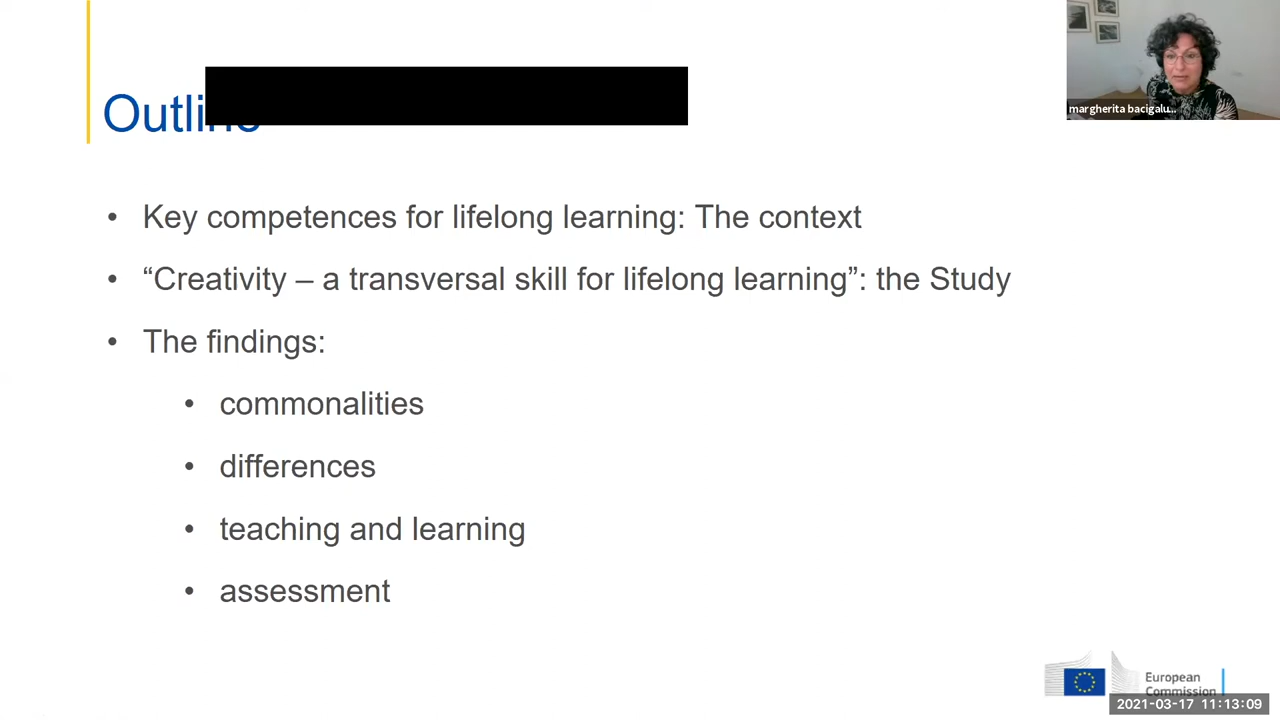 Outline
margherita bacigalu...
• Key competences for lifelong learning: The context
• “Creativity – a transversal skill for lifelong learning”: the Study
• The findings:
• commonalities
• differences
• teaching and learning
• assessment
European
Commission
2021-03-17 11:13:09